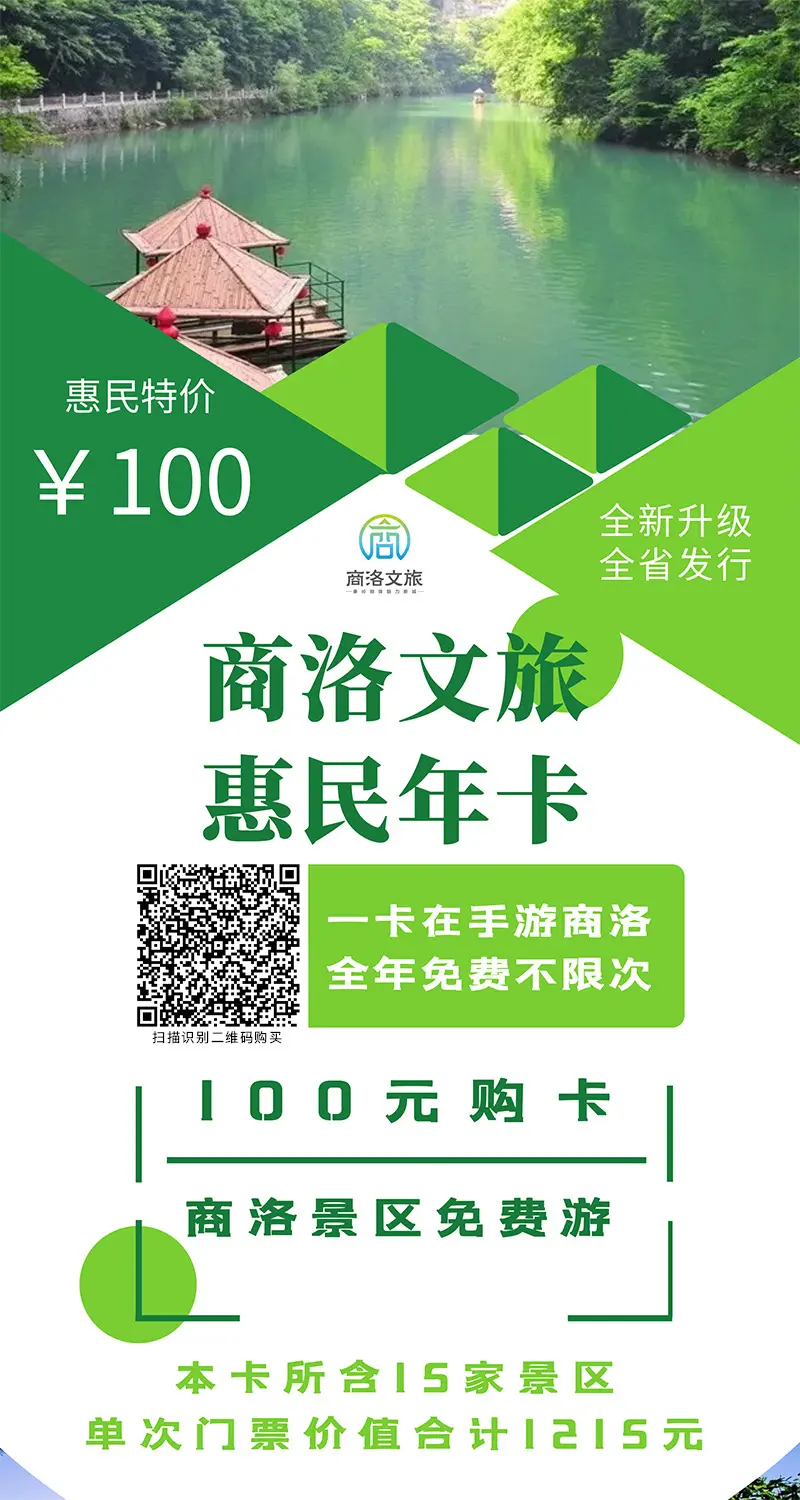 惠民特价
￥100
全新升级
全省发行
商洛文旅
商洛文旅
惠民年卡
一卡在手游商洛
全年免费不限次
扫描识别二维码购买
100元购卡
商洛景区免费游
本卡所含15家景区
单次门票价值合计1215元